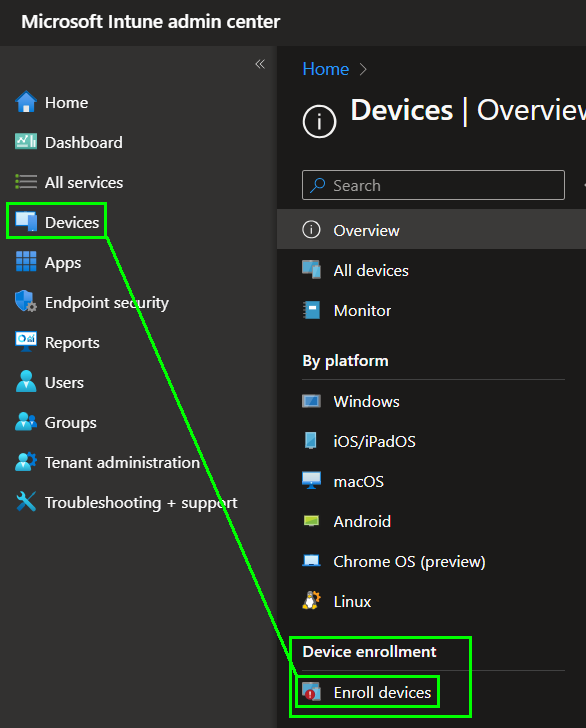 Microsoft Intune admin center
Home
Dashboard
All services
Devices
Apps
Endpoint security
Reports
Users
Groups
Tenant administration
Troubleshooting + support
Home
Devices | Overview
Search
Overview
All devices
Monitor
By platform
Windows
iOS/iPadOS
macOS
Android
Chrome OS (preview)
Linux
Device enrollment
Enroll devices